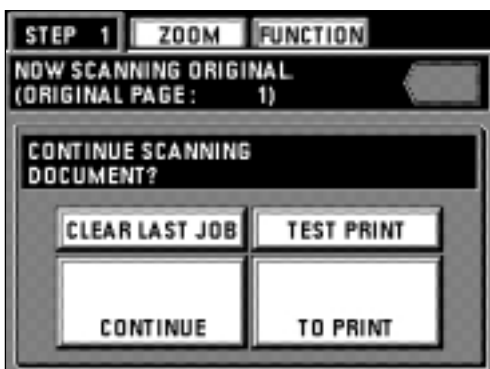 STEP 1 ZOOM FUNCTION
NOW SCANNING ORIGINAL.
(ORIGINAL PAGE: 1)
CONTINUE SCANNING
DOCUMENT?
CLEAR LAST JOB TEST PRINT
CONTINUE TO PRINT